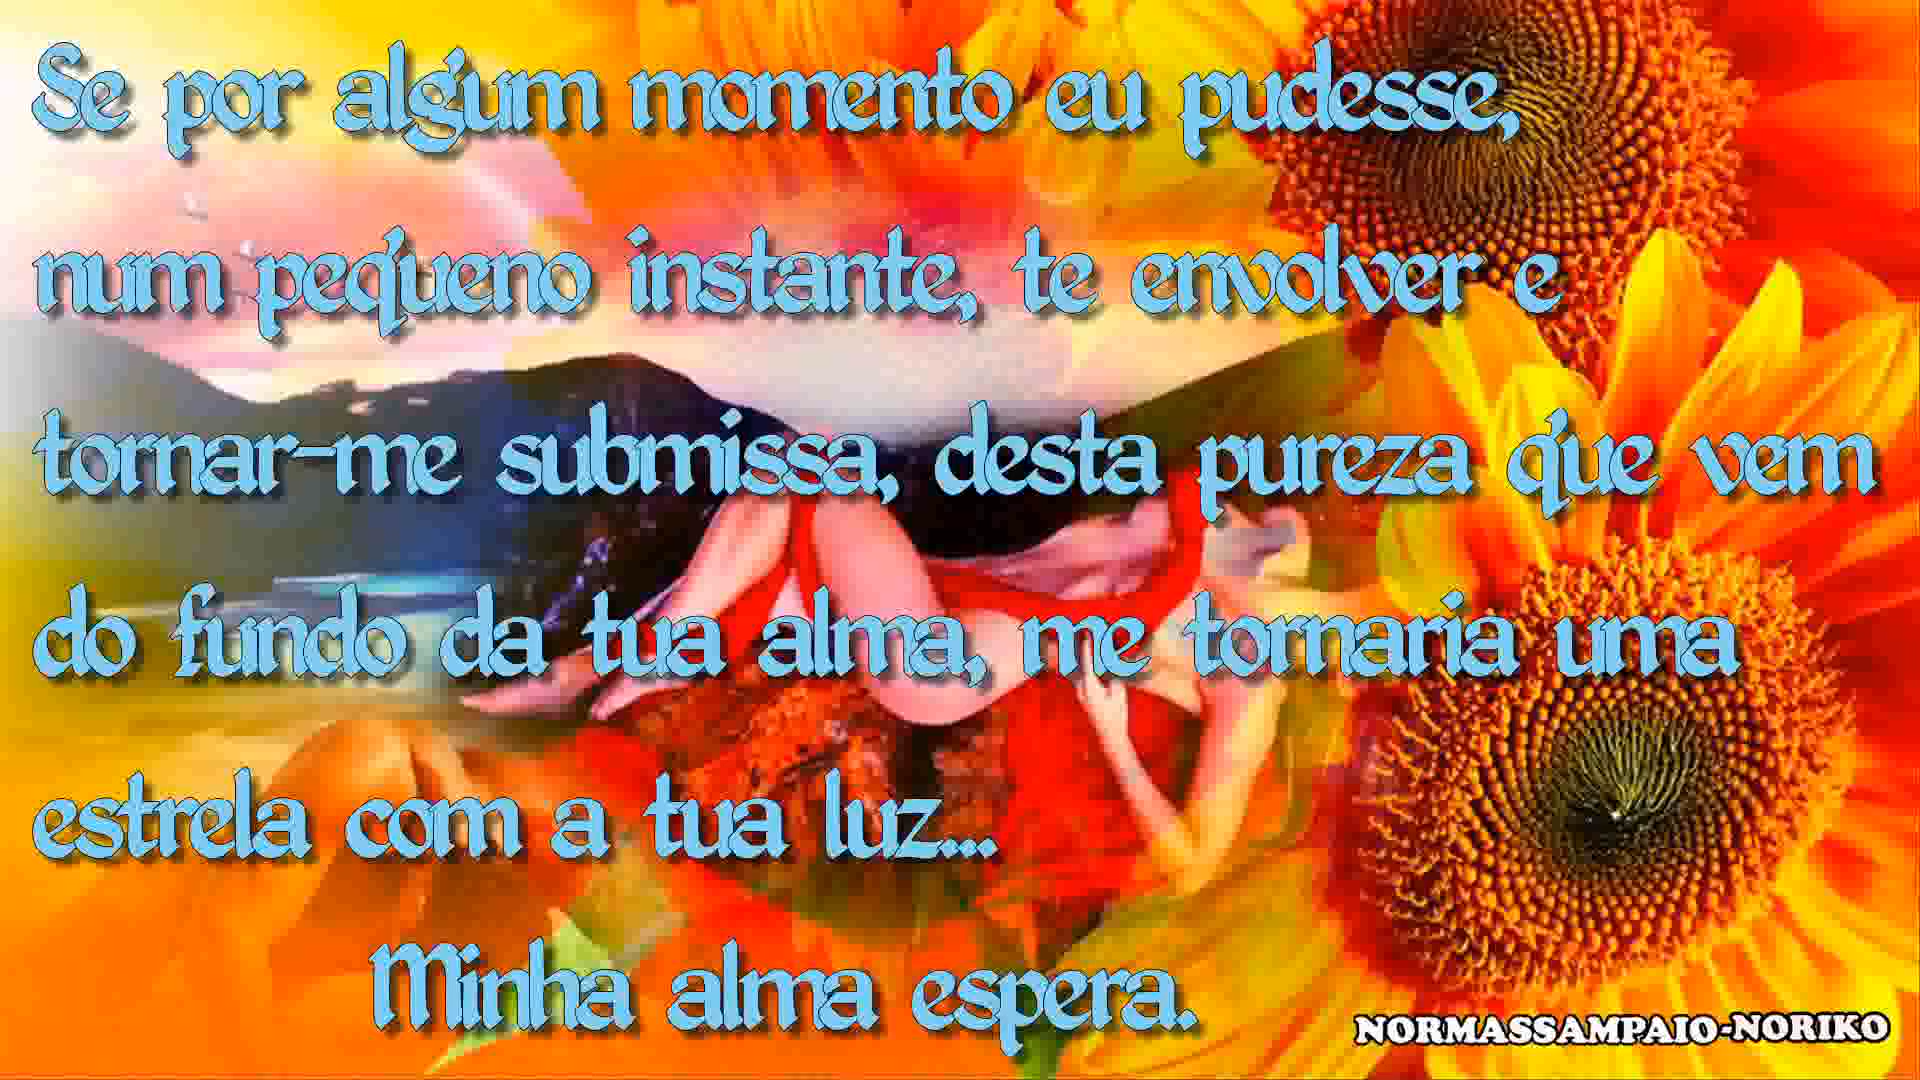 Se por algum momento eu pudesse,
num pequeno instante, te envolver e
tornar-me submissa, desta pureza que vem
do fundo da tua alma, me tornaria uma
estrela com a tua luz...
Minha alma espera.
NORMASSAMPAIO-NORIKO